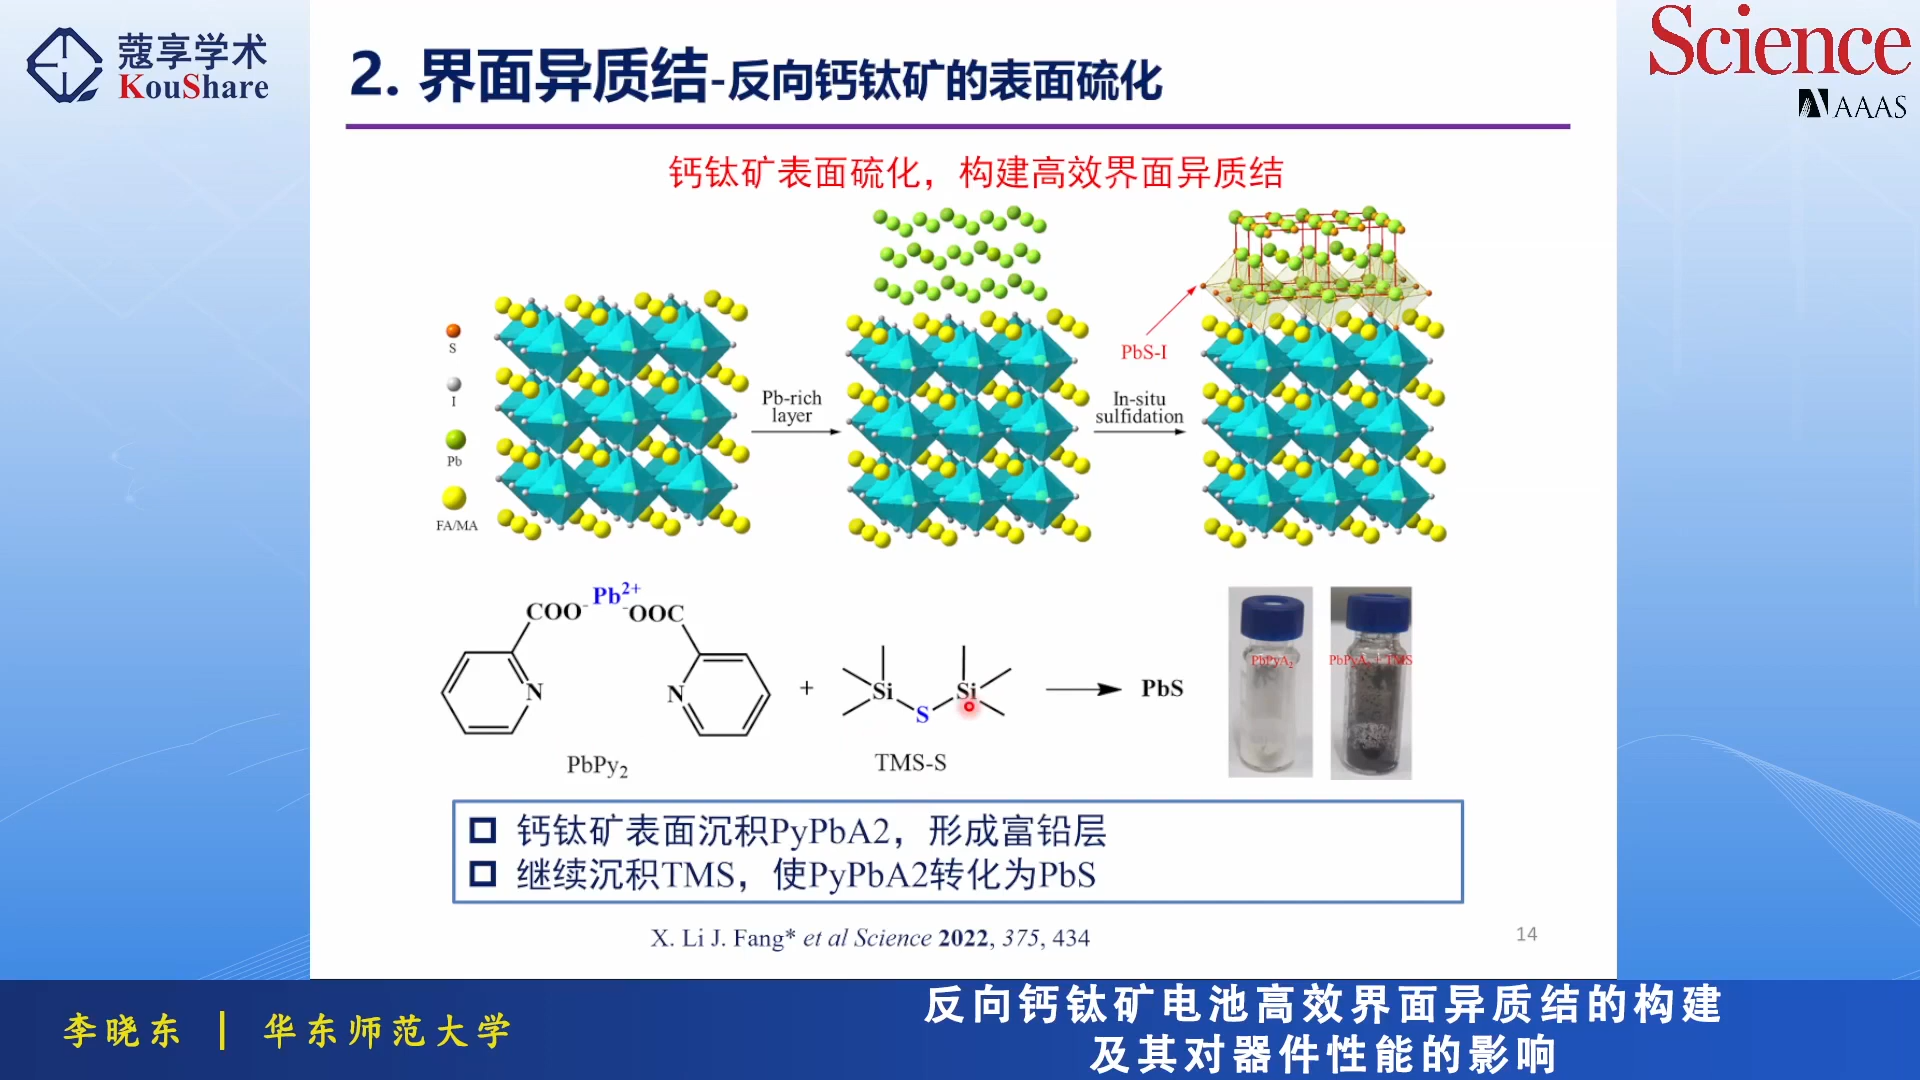 蔻享学术
KouShare
Science
AAAS
2. 界面异质结-反向钙钛矿的表面硫化
钙钛矿表面硫化，构建高效界面异质结
S
I
Pb
FA/MA
Pb-rich
layer
PbS-I
In-situ
sulfidation
COO⁻ Pb²⁺ ⁻OOC
N
N
PbPy₂
+
Si
S
Si
TMS-S
PbS
PbPyA₂
□ 钙钛矿表面沉积PyPbA2，形成富铅层
□ 继续沉积TMS，使PyPbA2转化为PbS
X. Li J. Fang* et al Science 2022, 375, 434
14
李晓东 | 华东师范大学
反向钙钛矿电池高效界面异质结的构建
及其对器件性能的影响